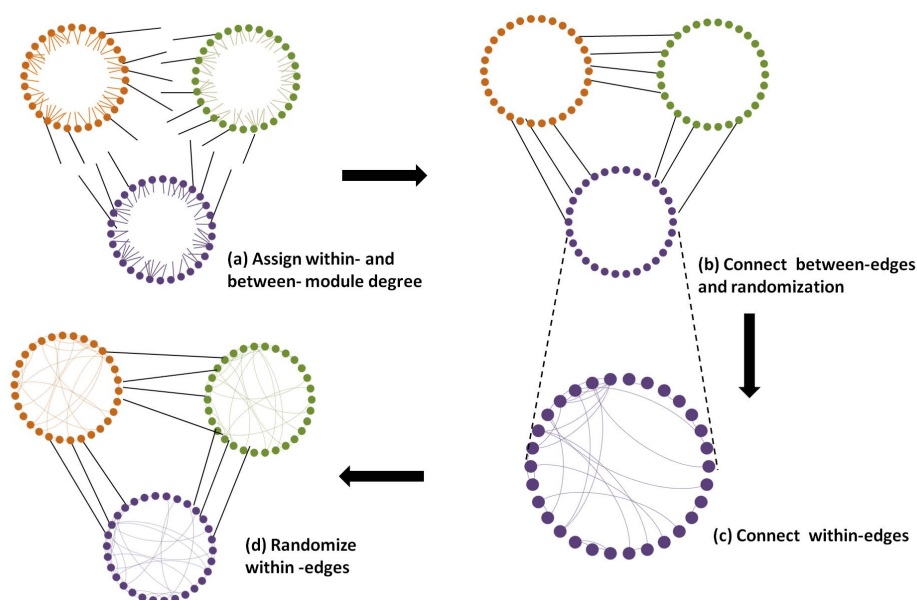 (a) Assign within- and
between- module degree
(b) Connect between-edges
and randomization
(c) Connect within-edges
(d) Randomize
within -edges